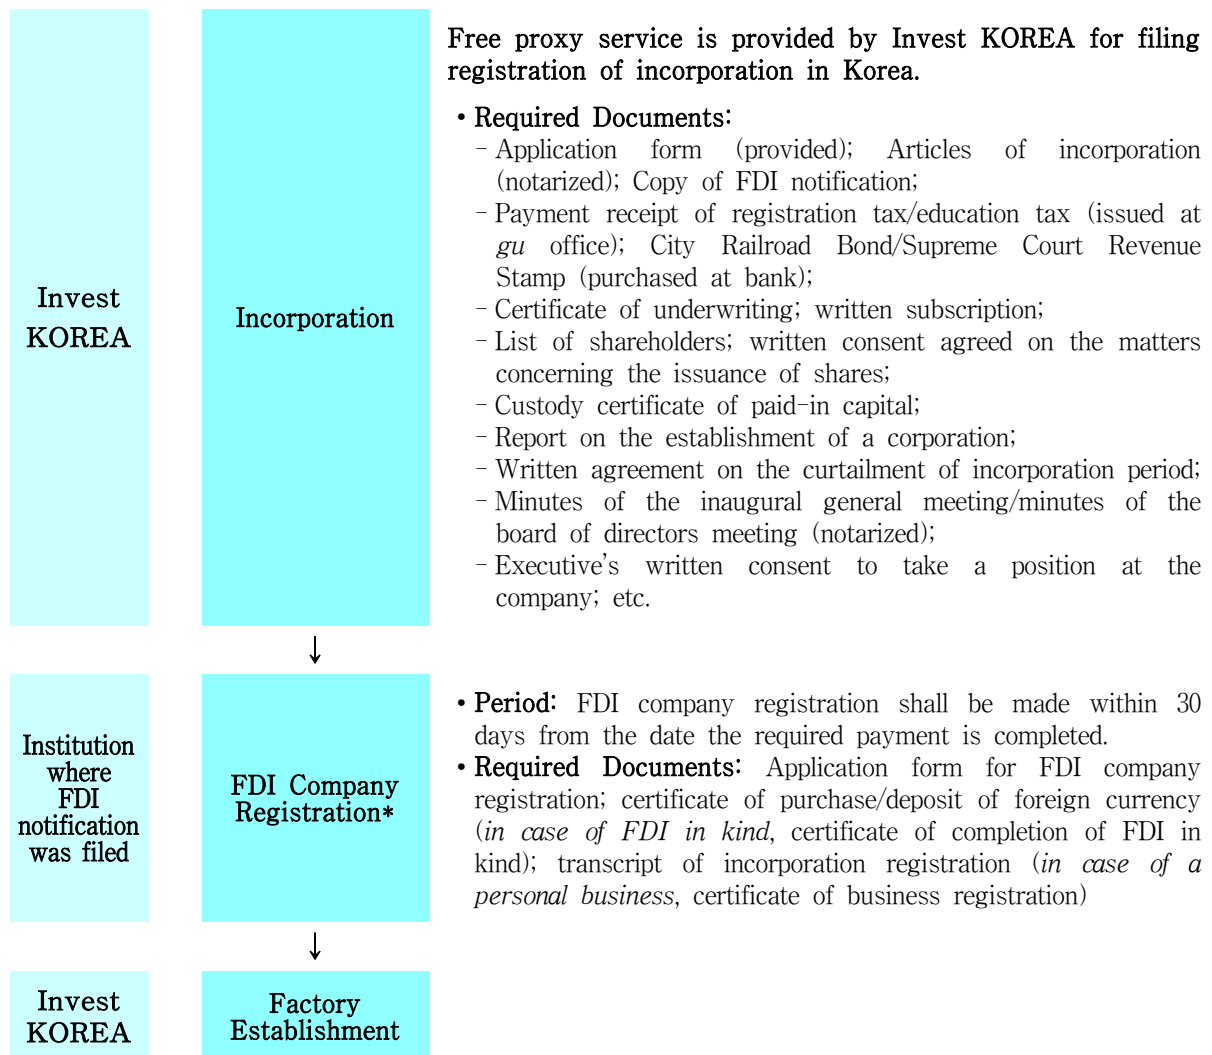 Invest
KOREA
Incorporation
Free proxy service is provided by Invest KOREA for filing
registration of incorporation in Korea.
• Required Documents:
- Application form (provided); Articles of incorporation
(notarized); Copy of FDI notification;
- Payment receipt of registration tax/education tax (issued at
gu office); City Railroad Bond/Supreme Court Revenue
Stamp (purchased at bank);
- Certificate of underwriting; written subscription;
- List of shareholders; written consent agreed on the matters
concerning the issuance of shares;
- Custody certificate of paid-in capital;
- Report on the establishment of a corporation;
- Written agreement on the curtailment of incorporation period;
- Minutes of the inaugural general meeting/minutes of the
board of directors meeting (notarized);
- Executive's written consent to take a position at the
company; etc.
↓
Institution
where
FDI
notification
was filed
FDI Company
Registration*
• Period: FDI company registration shall be made within 30
days from the date the required payment is completed.
• Required Documents: Application form for FDI company
registration; certificate of purchase/deposit of foreign currency
(in case of FDI in kind, certificate of completion of FDI in
kind); transcript of incorporation registration (in case of a
personal business, certificate of business registration)
↓
Invest
KOREA
Factory
Establishment